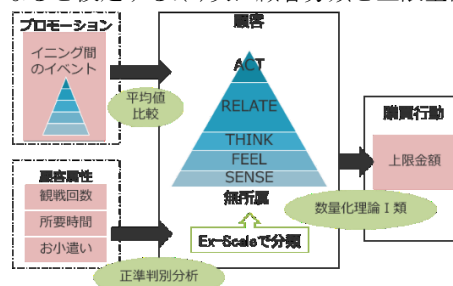 プロモーション
イニング間
のイベント
平均値
比較
顧客
ACT
RELATE
THINK
FEEL
SENSE
無所属
Ex-Scaleで分類
顧客属性
観戦回数
所要時間
お小遣い
正準判別分析
購買行動
上限金額
数量化理論Ⅰ類